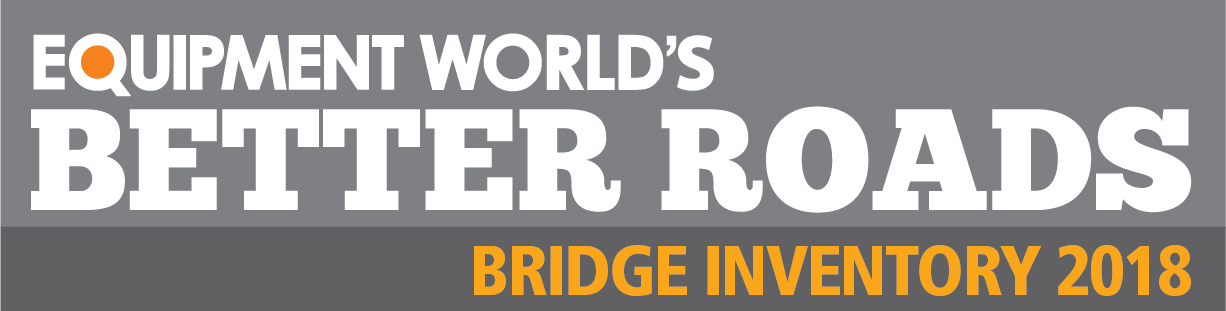 EQUIPMENT WORLD’S
BETTER ROADS
BRIDGE INVENTORY 2018